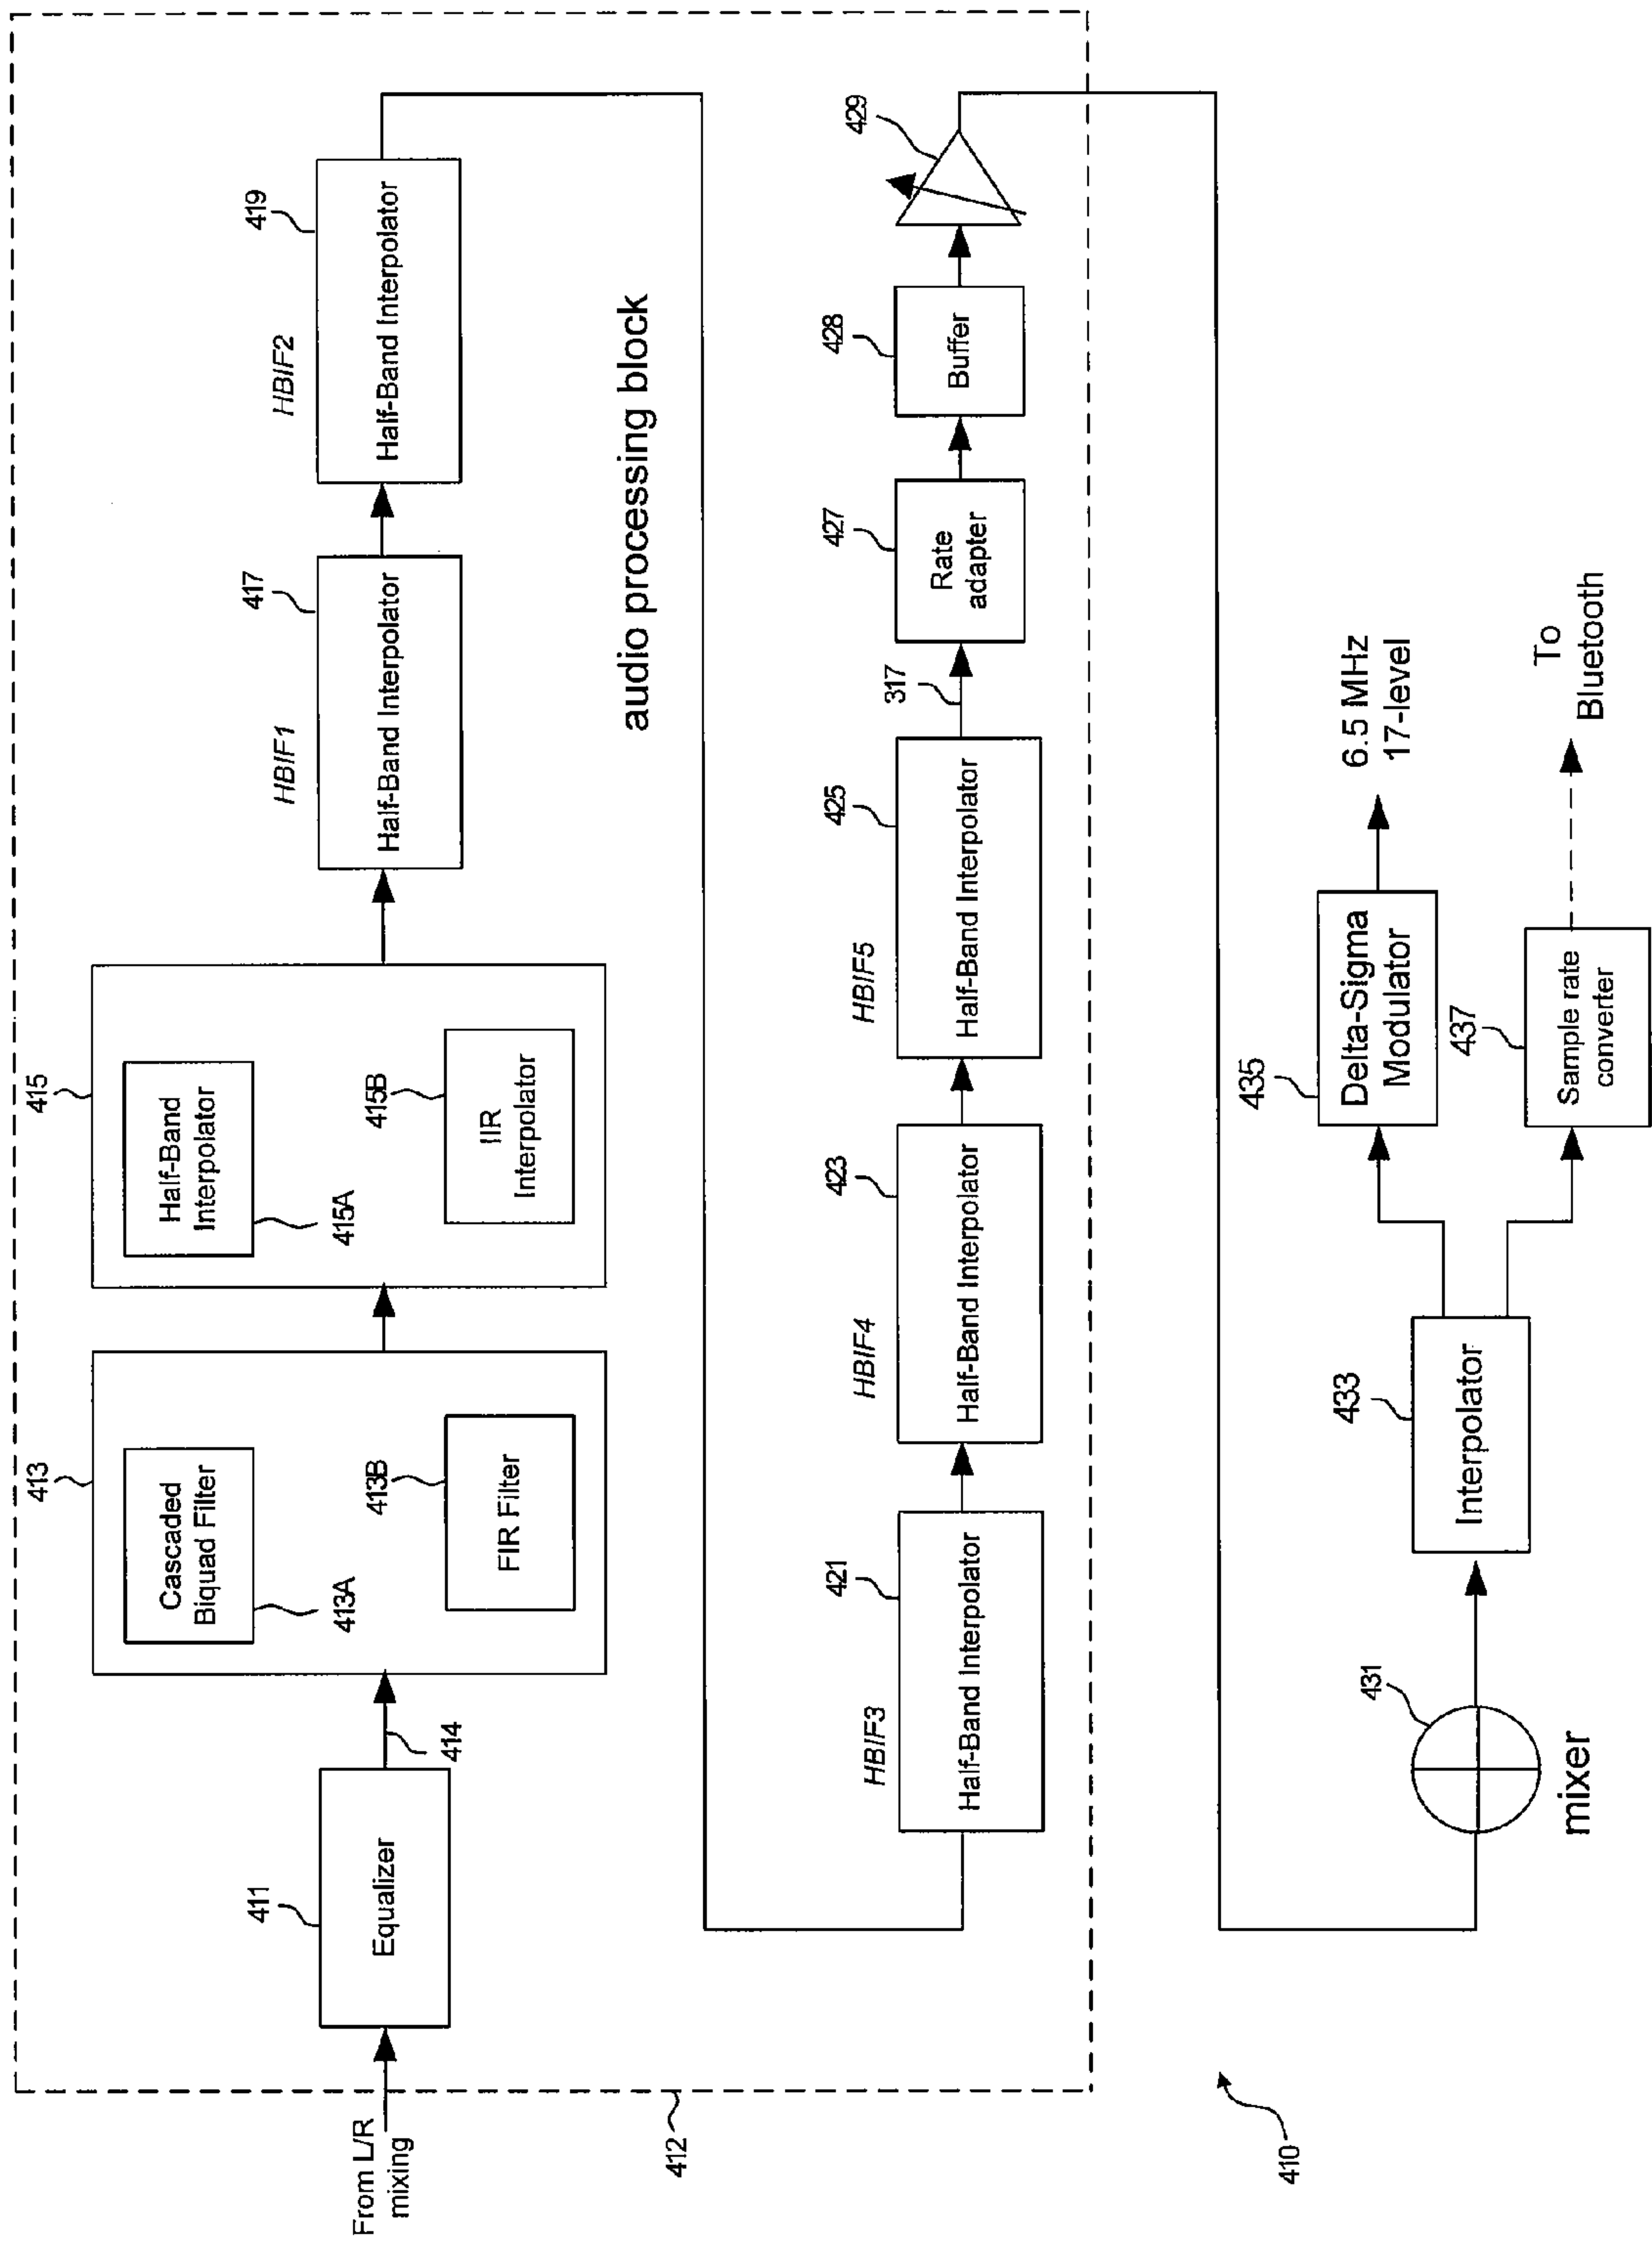 From L/R
mixing
412
411
Equalizer
414
413
Cascaded
Biquad Filter
413A
413B
FIR Filter
415
Half-Band
Interpolator
415A
415B
IIR
Interpolator
HBIF1
417
Half-Band Interpolator
HBIF2
419
Half-Band Interpolator
audio processing block
HBIF3
421
Half-Band Interpolator
HBIF4
423
Half-Band Interpolator
HBIF5
425
Half-Band Interpolator
317
427
Rate
adapter
428
Buffer
429
410
431
mixer
433
Interpolator
435
Delta-Sigma
Modulator
6.5 MHz
17-level
437
Sample rate
converter
To
Bluetooth